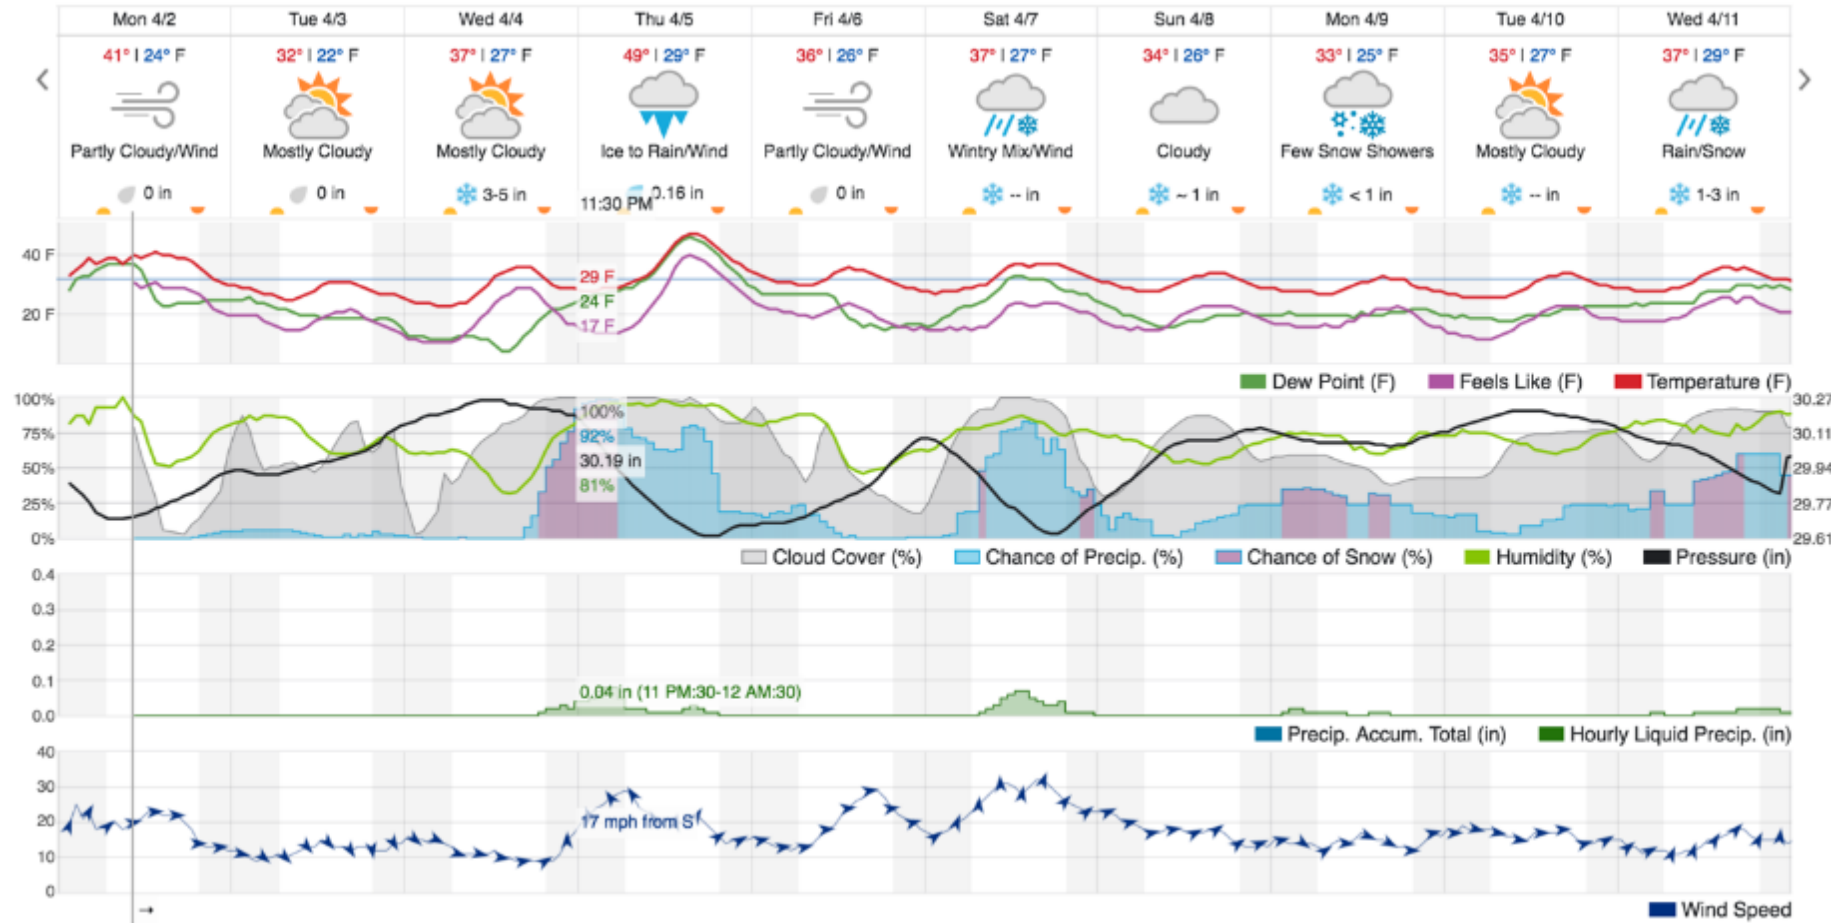 Mon 4/2 Tue 4/3 Wed 4/4 Thu 4/5 Fri 4/6 Sat 4/7 Sun 4/8 Mon 4/9 Tue 4/10 Wed 4/11
41° | 24° F 32° | 22° F 37° | 27° F 49° | 29° F 36° | 26° F 37° | 27° F 34° | 26° F 33° | 25° F 35° | 27° F 37° | 29° F
Partly Cloudy/Wind Mostly Cloudy Mostly Cloudy Ice to Rain/Wind Partly Cloudy/Wind Wintry Mix/Wind Cloudy Few Snow Showers Mostly Cloudy Rain/Snow
0 in 0 in 3-5 in 0.16 in 0 in -- in ~ 1 in < 1 in -- in 1-3 in
11:30 PM
40 F
29 F
24 F
20 F
17 F
Dew Point (F) Feels Like (F) Temperature (F)
100% 30.27
100%
75% 92% 30.11
30.19 in
50% 29.94
81%
25% 29.77
0% 29.61
Cloud Cover (%) Chance of Precip. (%) Chance of Snow (%) Humidity (%) Pressure (in)
0.4
0.3
0.2
0.1
0.04 in (11 PM:30-12 AM:30)
0.0
Precip. Accum. Total (in) Hourly Liquid Precip. (in)
40
30
20 17 mph from S
10
0
Wind Speed